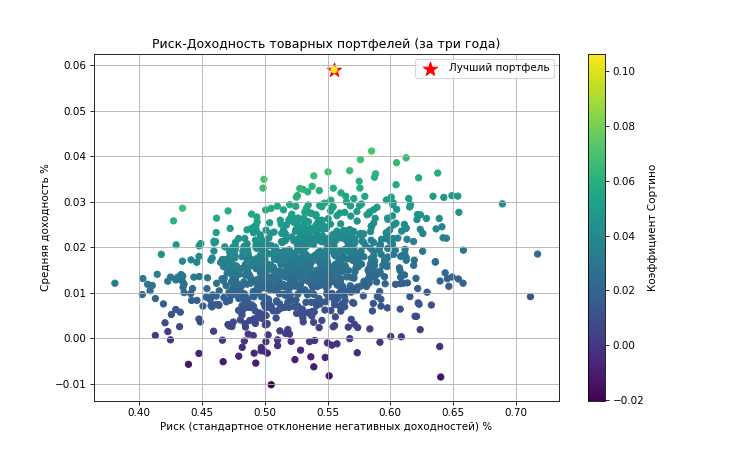 Риск-Доходность товарных портфелей (за три года)
Лучший портфель
0.06
0.05
0.04
0.03
0.02
0.01
0.00
−0.01
Средняя доходность %
0.40 0.45 0.50 0.55 0.60 0.65 0.70
Риск (стандартное отклонение негативных доходностей) %
0.10
0.08
0.06
0.04
0.02
0.00
−0.02
Коэффициент Сортино